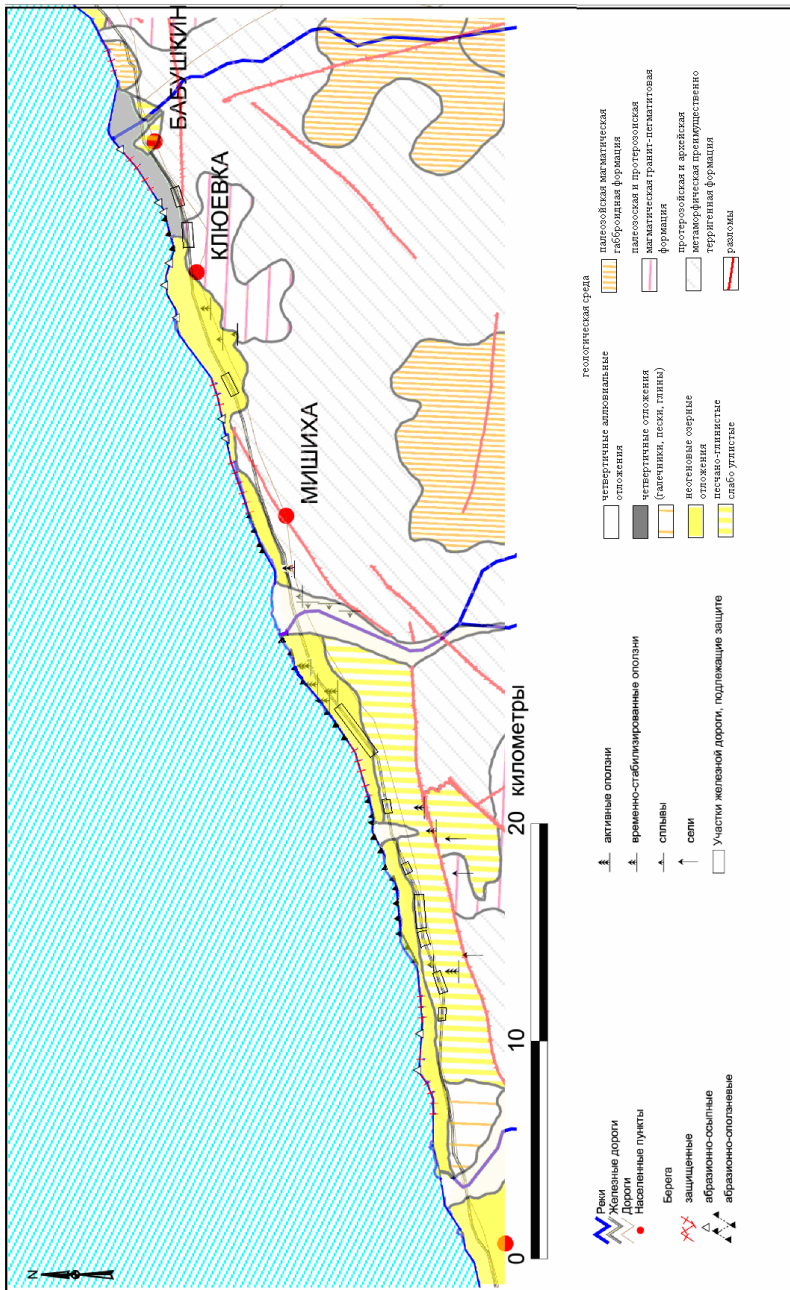 N
МИШИХА
КЛЮЕВКА
БАБУШКИН
0
10
20
километры
Реки
Железные дороги
Дороги
Населенные пункты
Берега
защищенные
абразионно-осыпные
абразионно-оползневые
активные оползни
временно-стабилизированные оползни
сплывы
сели
Участки железной дороги, подлежащие защите
геологическая среда
четвертичные аллювиальные
отложения
четвертичные отложения
(галечники, пески, глины)
неогеновые озерные
отложения
песчано-глинистые
слабо углистые
палеозойская магматическая
габброидная формация
палеозоская и протерозоиская
магматическая гранит-пегматитовая
формация
протерозойская и архейская
метаморфическая преимущественно
терригенная формация
разломы